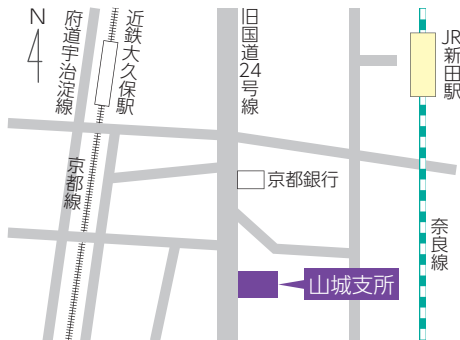 N
府道宇治淀線
近鉄大久保駅
旧国道24号線
JR新田駅
京都線
京都銀行
奈良線
山城支所